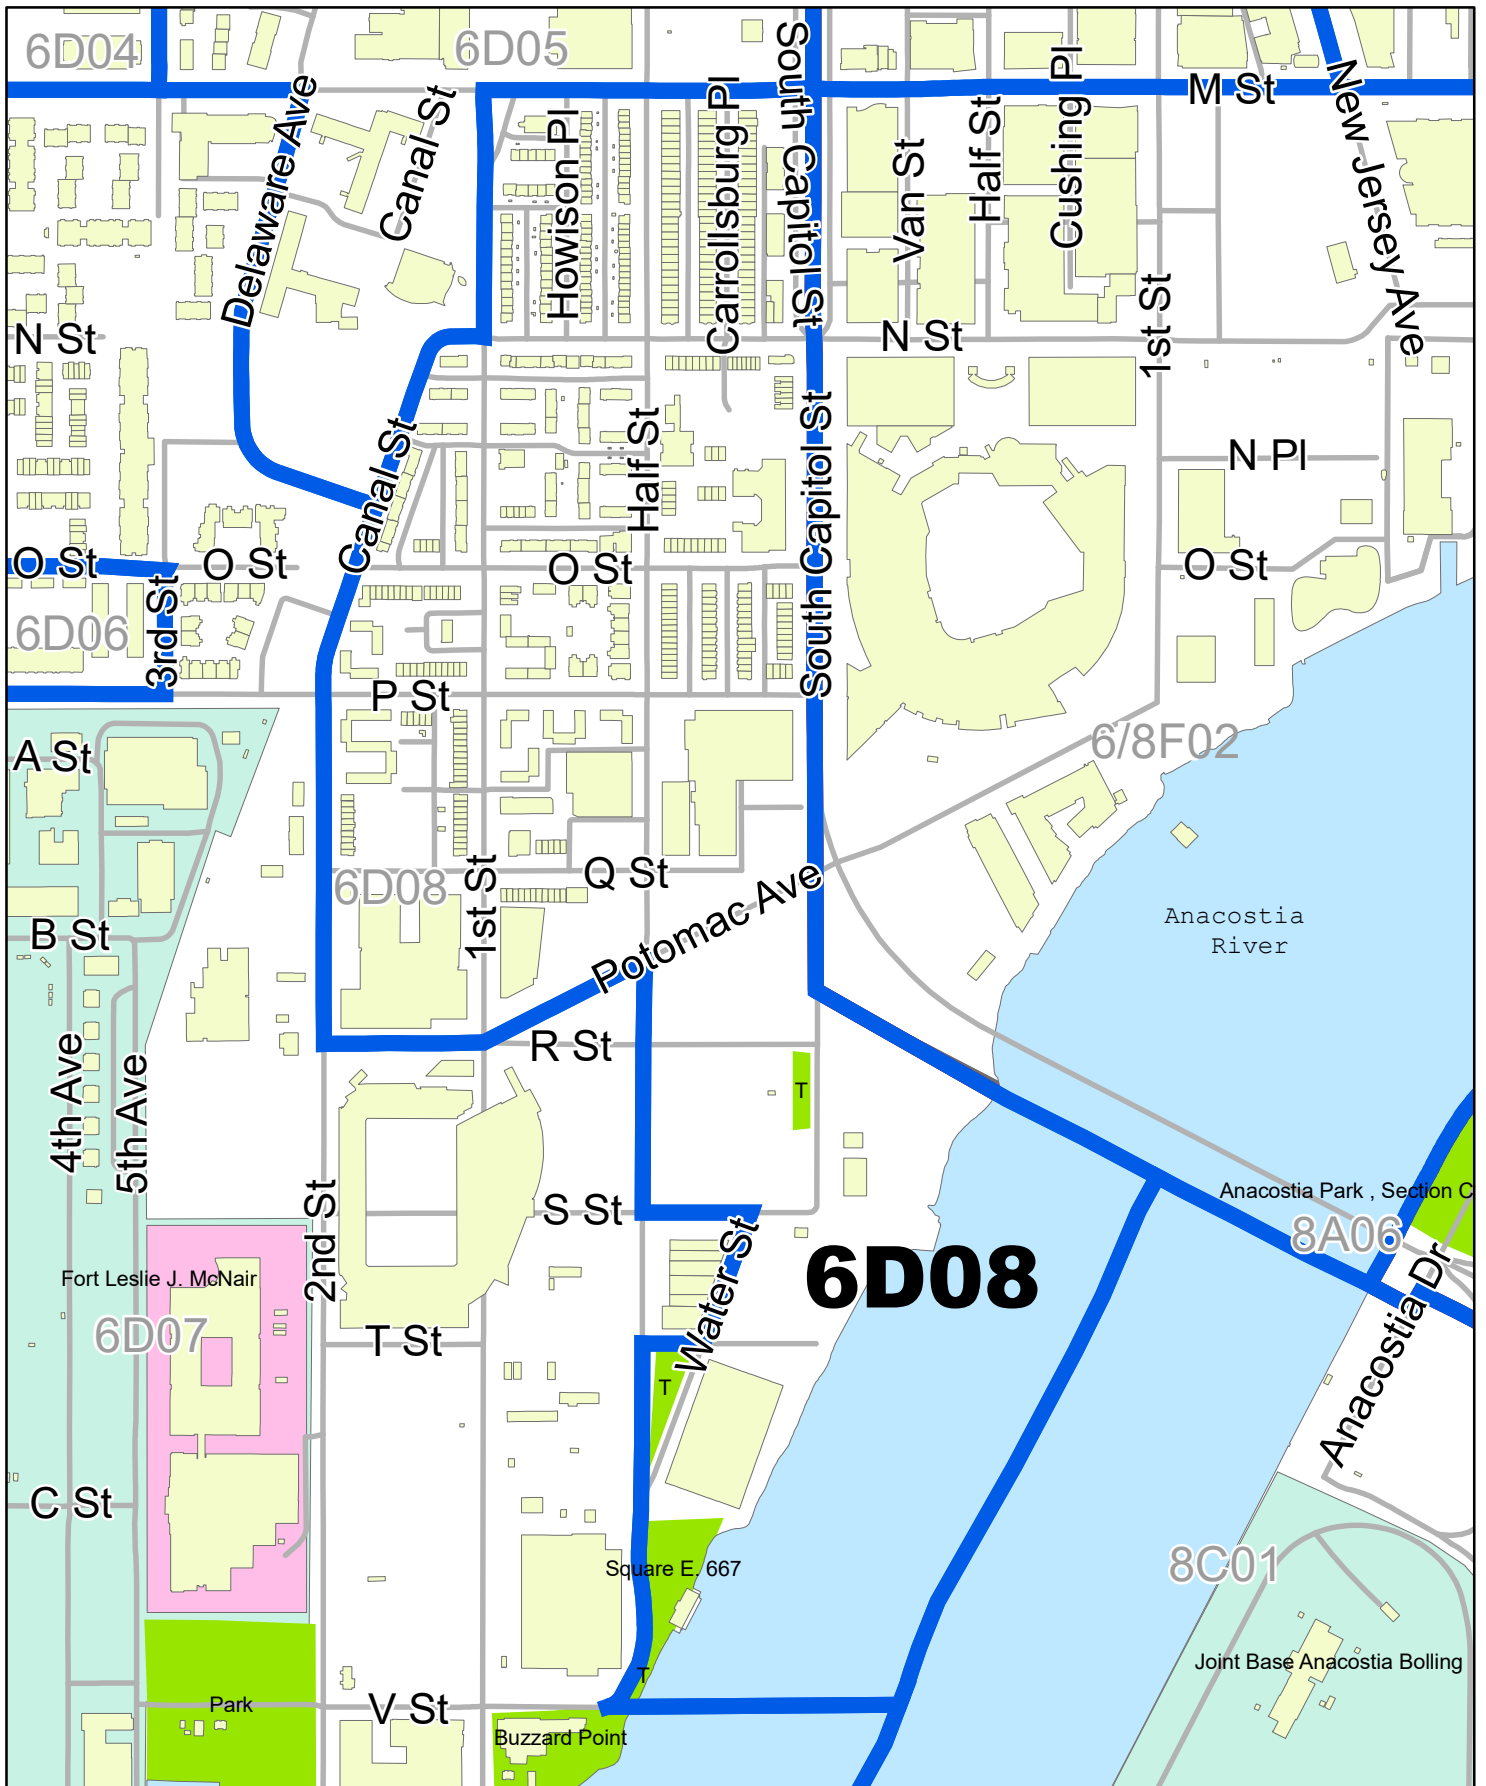 6D04
6D05
South Capitol St
M St
New Jersey Ave
Delaware Ave
Canal St
Howison Pl
Carrollsburg Pl
Van St
Half St
Cushing Pl
N St
N St
1st St
Canal St
Half St
South Capitol St
N Pl
O St
O St
O St
O St
3rd St
6D06
P St
6/8F02
A St
Q St
6D08
1st St
Potomac Ave
Anacostia
River
B St
R St
4th Ave
5th Ave
T
2nd St
S St
Water St
Anacostia Park , Section C
8A06
6D08
Fort Leslie J. McNair
6D07
T St
T
Anacostia Dr
C St
Square E. 667
8C01
T
Joint Base Anacostia Bolling
Park
V St
Buzzard Point